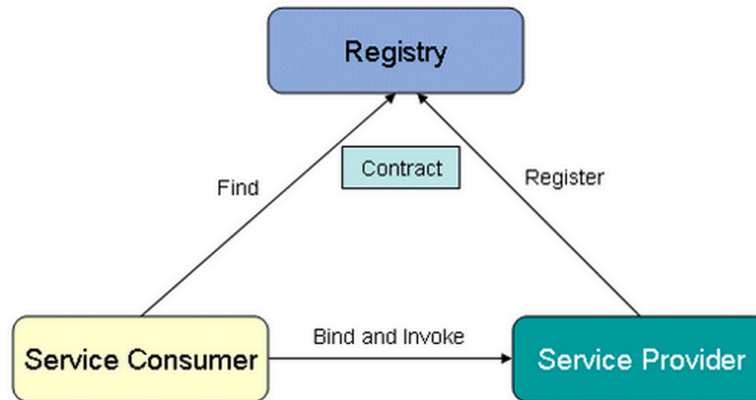 Registry
Contract
Find
Register
Bind and Invoke
Service Consumer
Service Provider